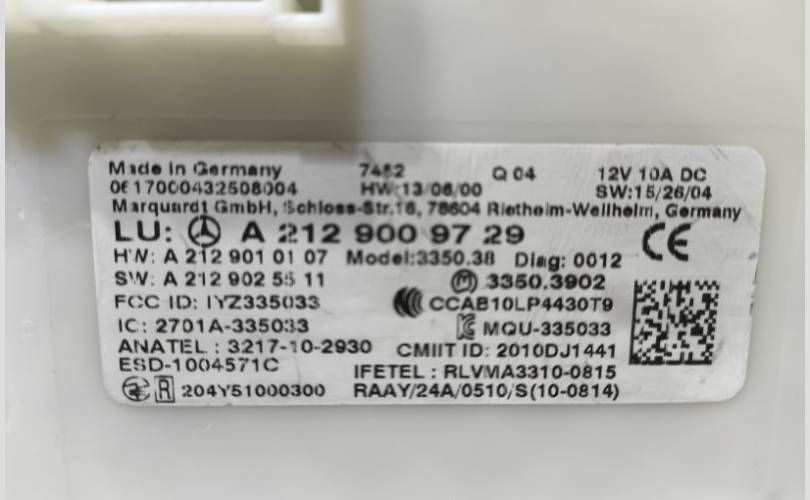 Made in Germany 7462 Q 04 12V 10A DC
0617000432508004 HW:13/06/00 SW:15/26/04
Marquardt GmbH, Schloss-Str.16, 78604 Rietheim-Weilheim, Germany
LU: A 212 900 97 29 CE
HW: A 212 901 01 07 Model:3350.38 Diag: 0012
SW: A 212 902 55 11 M 3350.3902
FCC ID: IYZ335033 CCAB10LP4430T9
IC: 2701A-335033 MQU-335033
ANATEL : 3217-10-2930 CMIIT ID: 2010DJ1441
ESD-1004571C IFETEL : RLVMA3310-0815
R 204Y51000300 RAAY/24A/0510/S(10-0814)